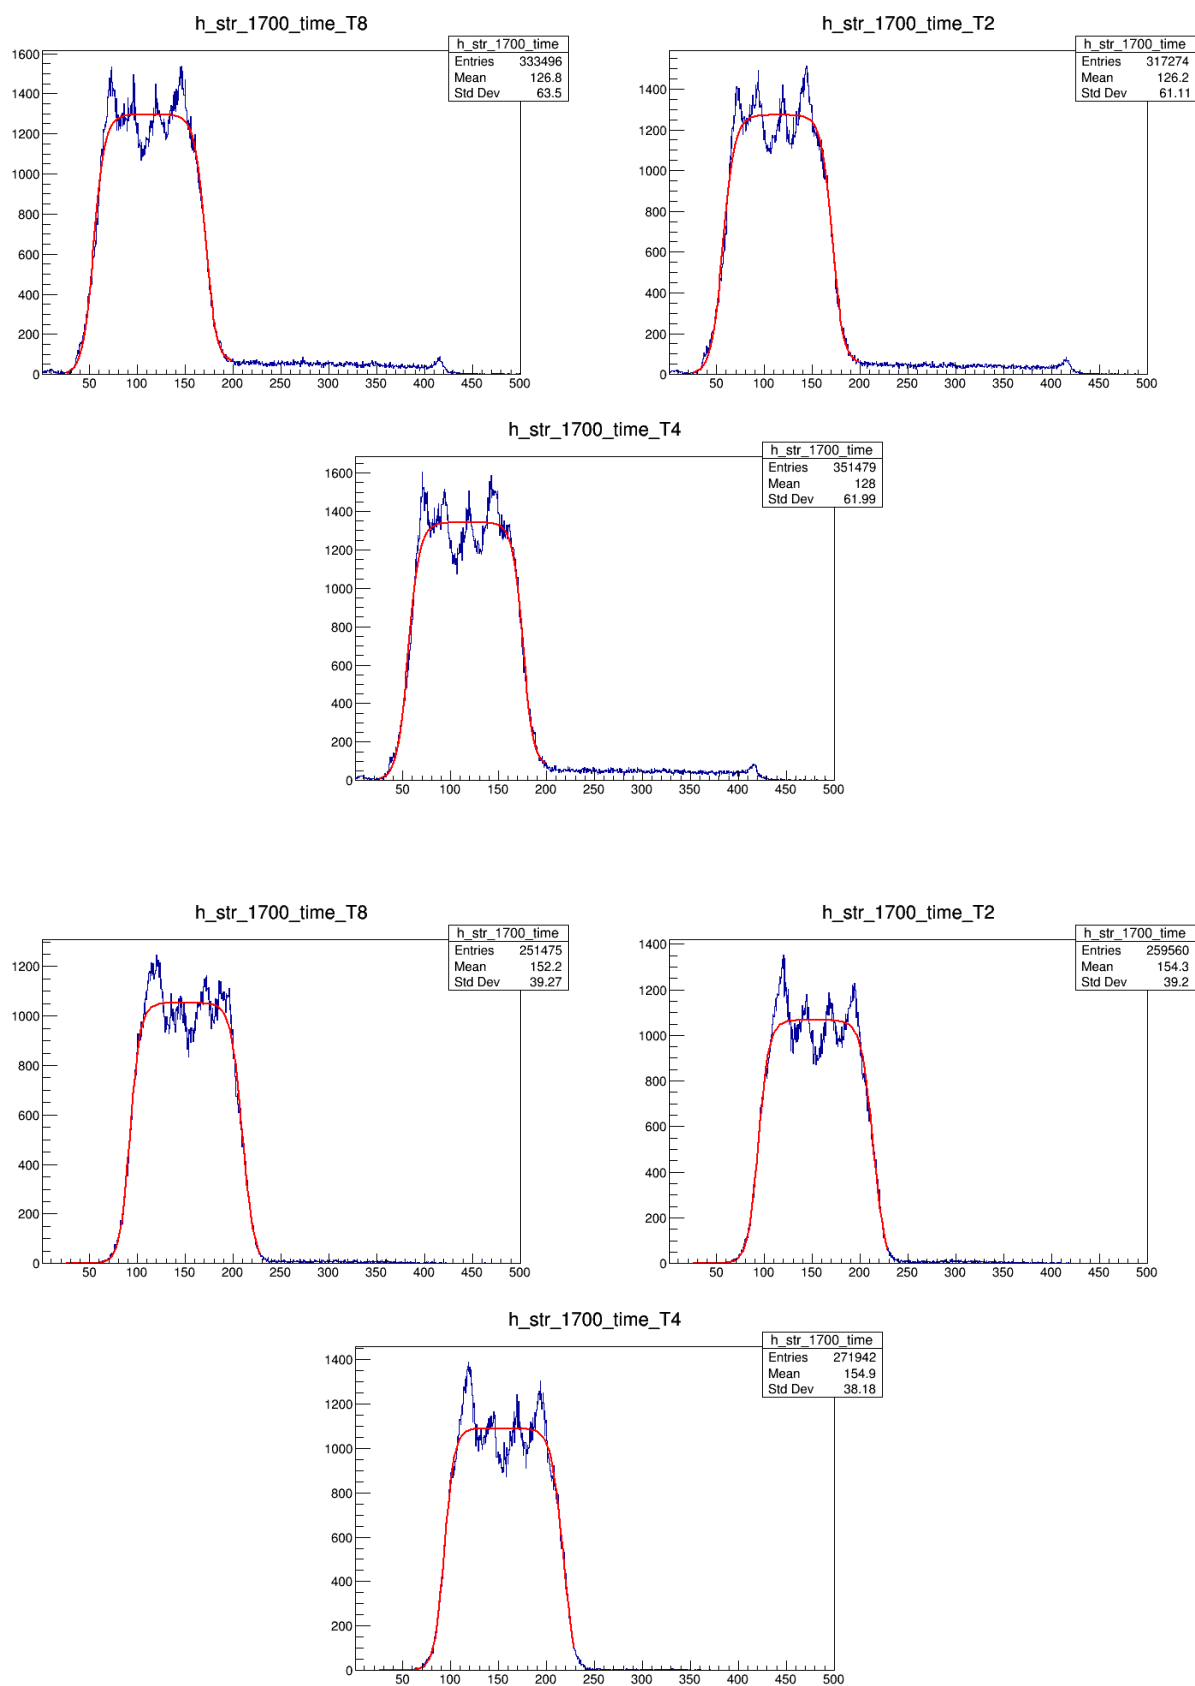 h_str_1700_time_T8
h_str_1700_time
Entries 333496
Mean 126.8
Std Dev 63.5
1600
1400
1200
1000
800
600
400
200
0
50 100 150 200 250 300 350 400 450 500
h_str_1700_time_T2
h_str_1700_time
Entries 317274
Mean 126.2
Std Dev 61.11
1400
1200
1000
800
600
400
200
0
50 100 150 200 250 300 350 400 450 500
h_str_1700_time_T4
h_str_1700_time
Entries 351479
Mean 128
Std Dev 61.99
1600
1400
1200
1000
800
600
400
200
0
50 100 150 200 250 300 350 400 450 500
h_str_1700_time_T8
h_str_1700_time
Entries 251475
Mean 152.2
Std Dev 39.27
1200
1000
800
600
400
200
0
50 100 150 200 250 300 350 400 450 500
h_str_1700_time_T2
h_str_1700_time
Entries 259560
Mean 154.3
Std Dev 39.2
1400
1200
1000
800
600
400
200
0
50 100 150 200 250 300 350 400 450 500
h_str_1700_time_T4
h_str_1700_time
Entries 271942
Mean 154.9
Std Dev 38.18
1400
1200
1000
800
600
400
200
0
50 100 150 200 250 300 350 400 450 500